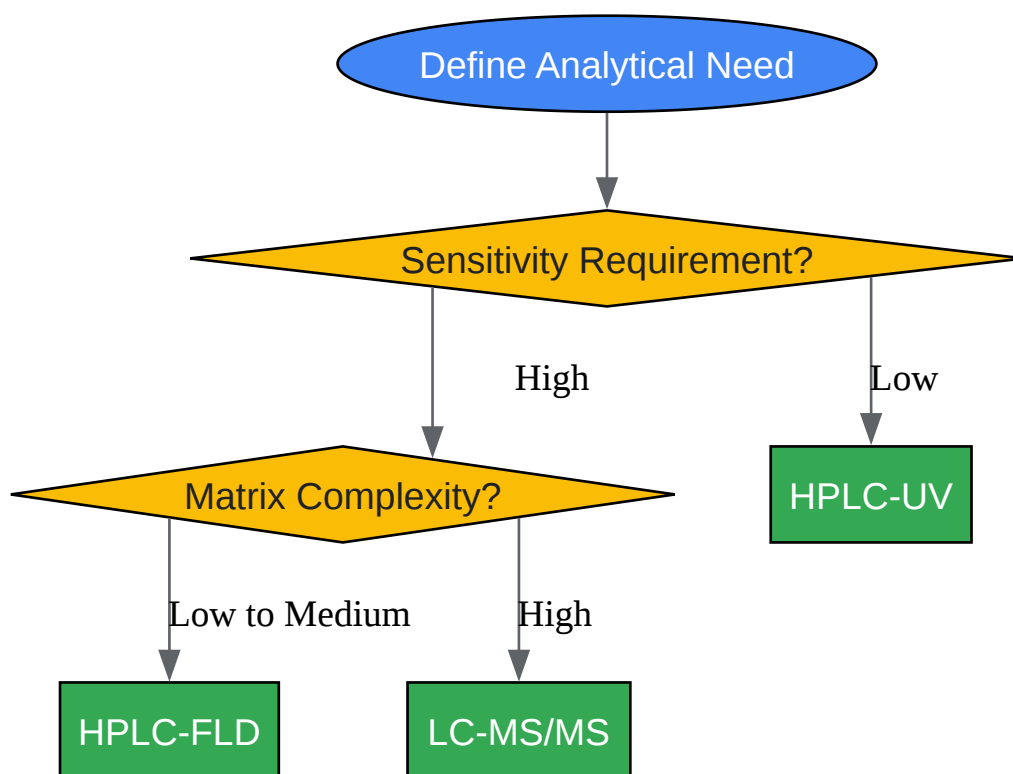 Define Analytical Need
Sensitivity Requirement?
High
Low
Matrix Complexity?
HPLC-UV
Low to Medium
High
HPLC-FLD
LC-MS/MS